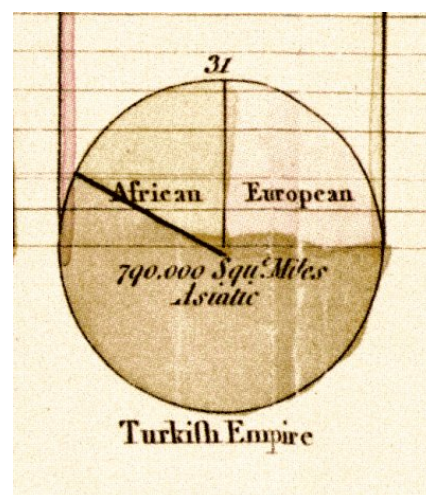 31
African European
790.000 Squ.ᵉ Miles
Asiatic
Turkiſh Empire